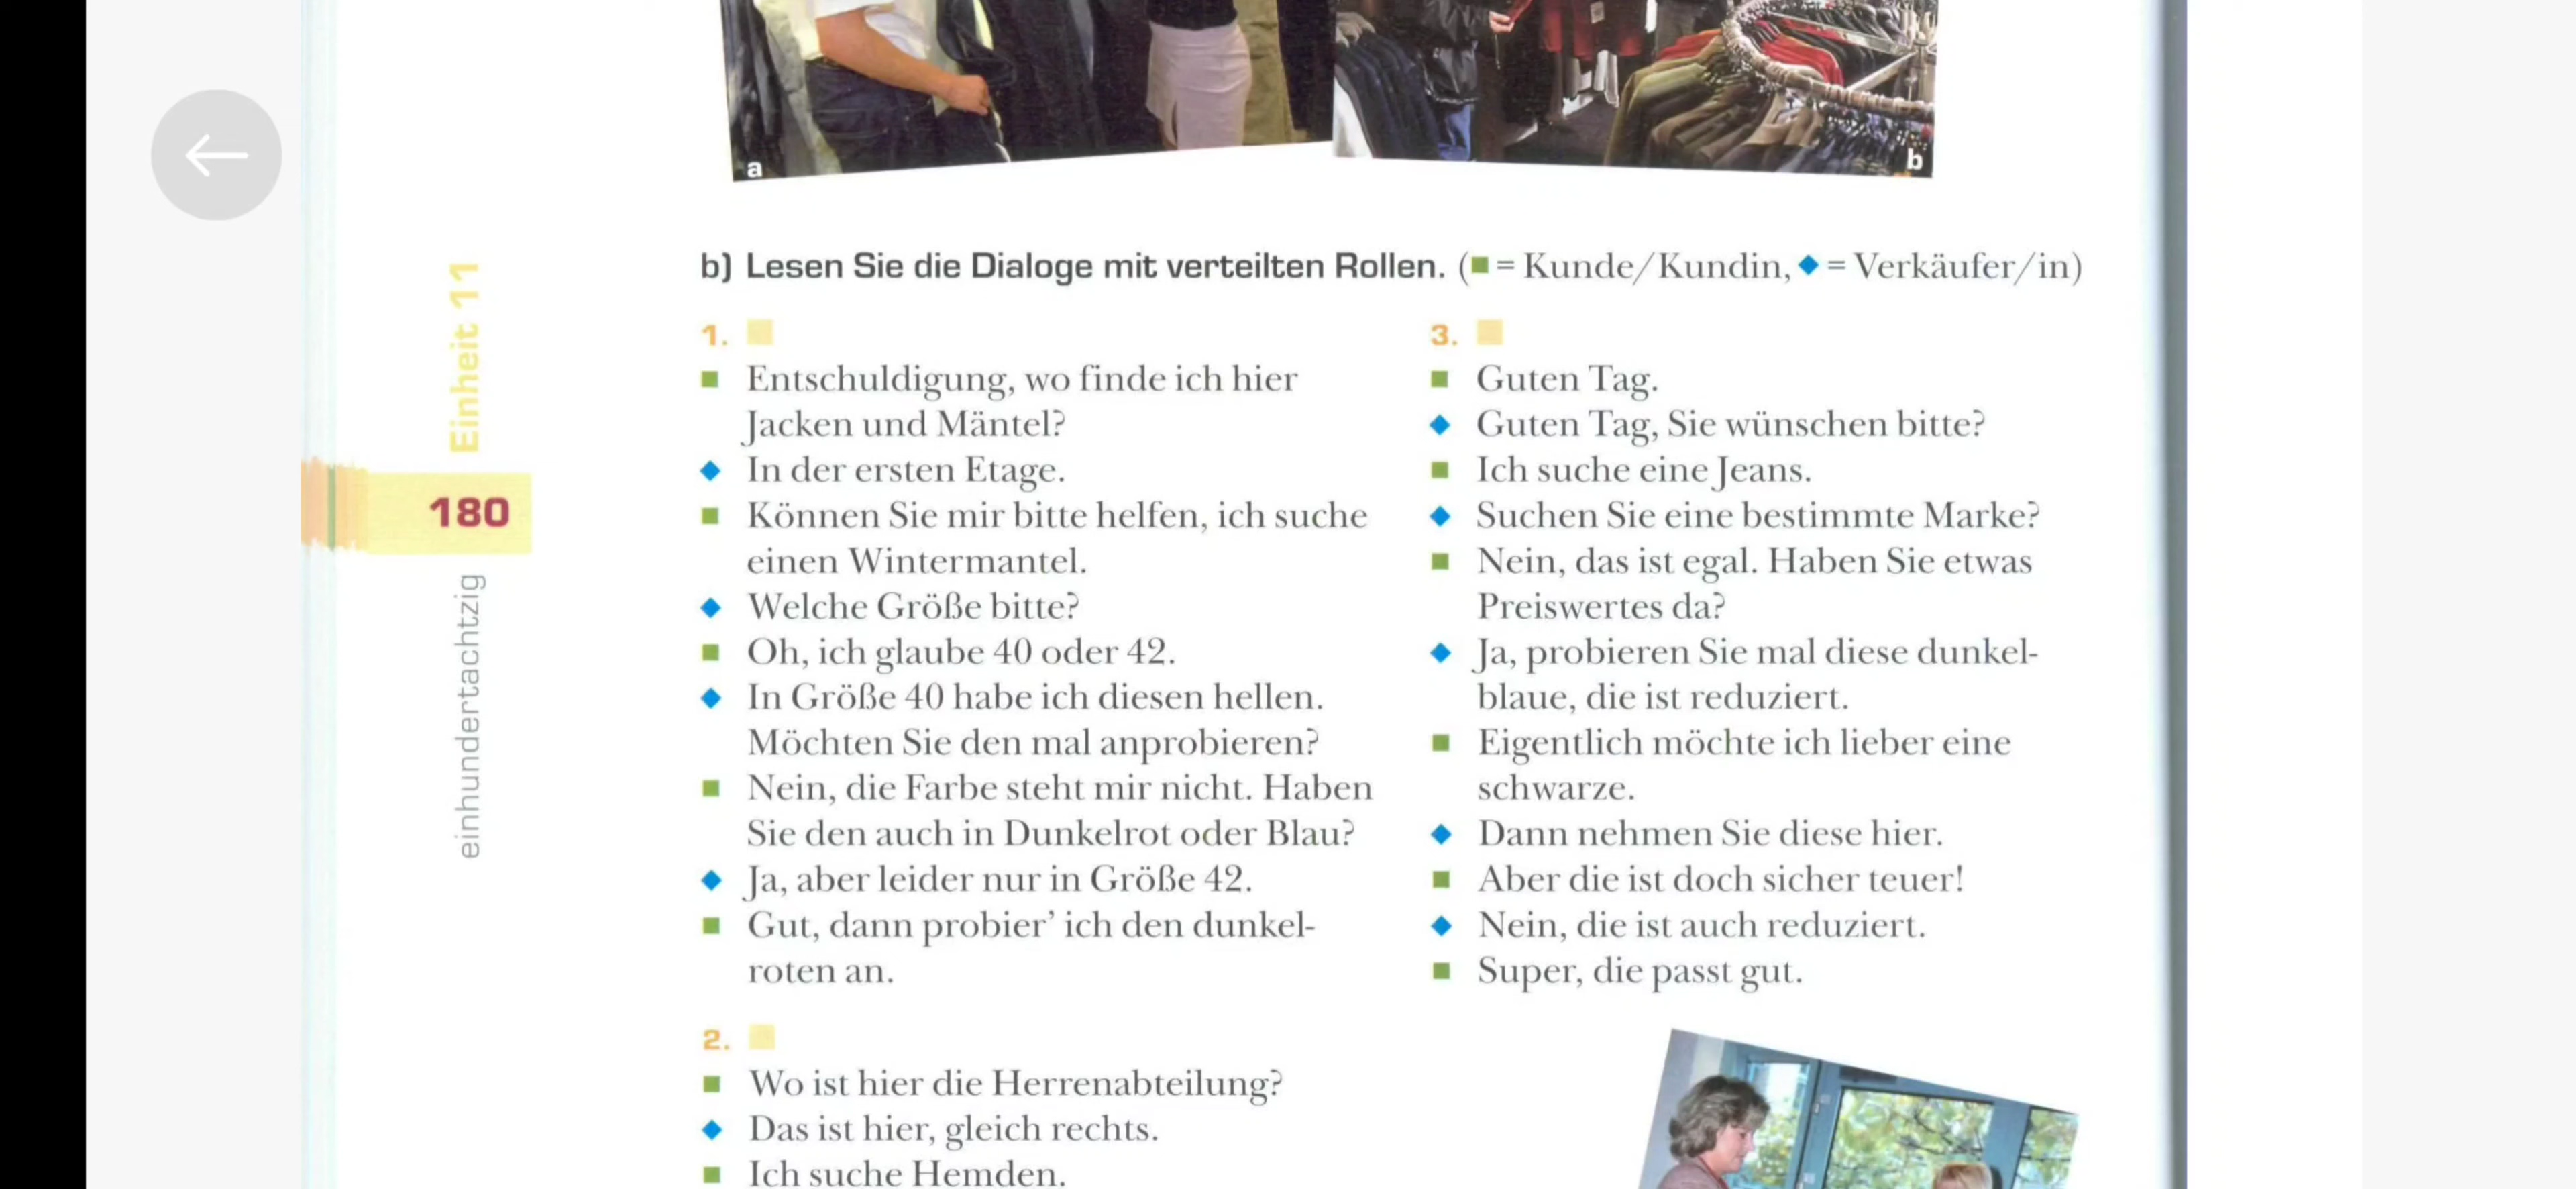 a
b
b) Lesen Sie die Dialoge mit verteilten Rollen. (■ = Kunde/Kundin, ◆ = Verkäufer/in)
1.
■ Entschuldigung, wo finde ich hier
Jacken und Mäntel?
◆ In der ersten Etage.
■ Können Sie mir bitte helfen, ich suche
einen Wintermantel.
◆ Welche Größe bitte?
■ Oh, ich glaube 40 oder 42.
◆ In Größe 40 habe ich diesen hellen.
Möchten Sie den mal anprobieren?
■ Nein, die Farbe steht mir nicht. Haben
Sie den auch in Dunkelrot oder Blau?
◆ Ja, aber leider nur in Größe 42.
■ Gut, dann probier’ ich den dunkel-
roten an.
2.
■ Wo ist hier die Herrenabteilung?
◆ Das ist hier, gleich rechts.
■ Ich suche Hemden.
3.
■ Guten Tag.
◆ Guten Tag, Sie wünschen bitte?
■ Ich suche eine Jeans.
◆ Suchen Sie eine bestimmte Marke?
■ Nein, das ist egal. Haben Sie etwas
Preiswertes da?
◆ Ja, probieren Sie mal diese dunkel-
blaue, die ist reduziert.
■ Eigentlich möchte ich lieber eine
schwarze.
◆ Dann nehmen Sie diese hier.
■ Aber die ist doch sicher teuer!
◆ Nein, die ist auch reduziert.
■ Super, die passt gut.
Einheit 11
180
einhundertachtzig